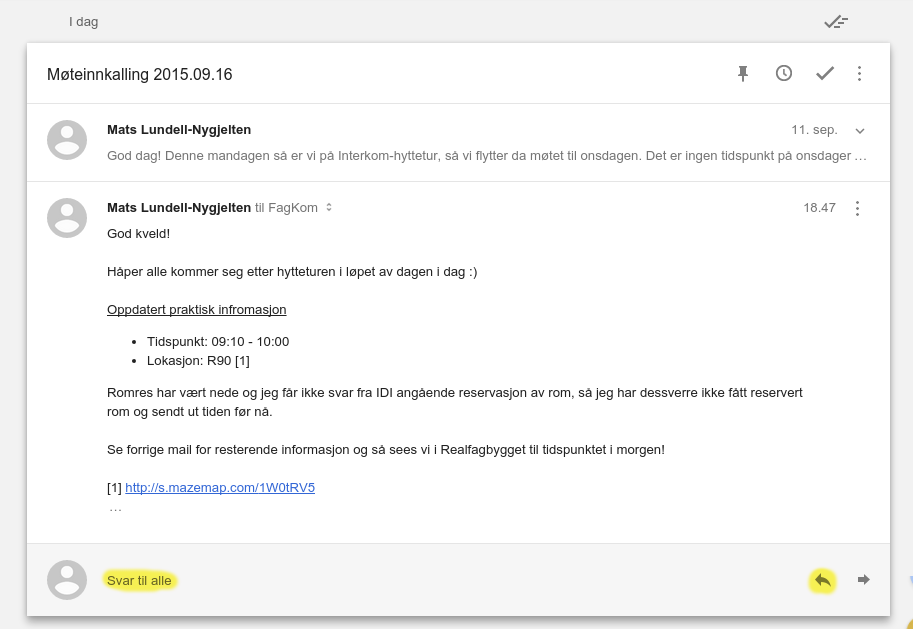 I dag
Møteinnkalling 2015.09.16
Mats Lundell-Nygjelten 11. sep.
God dag! Denne mandagen så er vi på Interkom-hyttetur, så vi flytter da møtet til onsdagen. Det er ingen tidspunkt på onsdager ...
Mats Lundell-Nygjelten til FagKom 18.47
God kveld!
Håper alle kommer seg etter hytteturen i løpet av dagen i dag :)
Oppdatert praktisk infromasjon
• Tidspunkt: 09:10 - 10:00
• Lokasjon: R90 [1]
Romres har vært nede og jeg får ikke svar fra IDI angående reservasjon av rom, så jeg har dessverre ikke fått reservert
rom og sendt ut tiden før nå.
Se forrige mail for resterende informasjon og så sees vi i Realfagbygget til tidspunktet i morgen!
[1] http://s.mazemap.com/1W0tRV5
...
Svar til alle